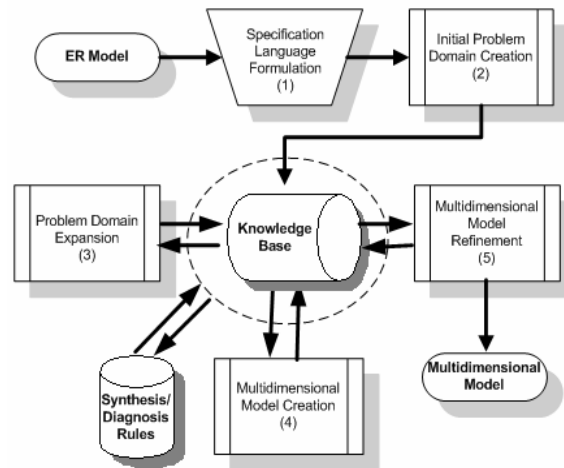 ER Model
Specification
Language
Formulation
(1)
Initial Problem
Domain Creation
(2)
Problem Domain
Expansion
(3)
Knowledge
Base
Multidimensional
Model
Refinement
(5)
Synthesis/
Diagnosis
Rules
Multidimensional
Model Creation
(4)
Multidimensional
Model